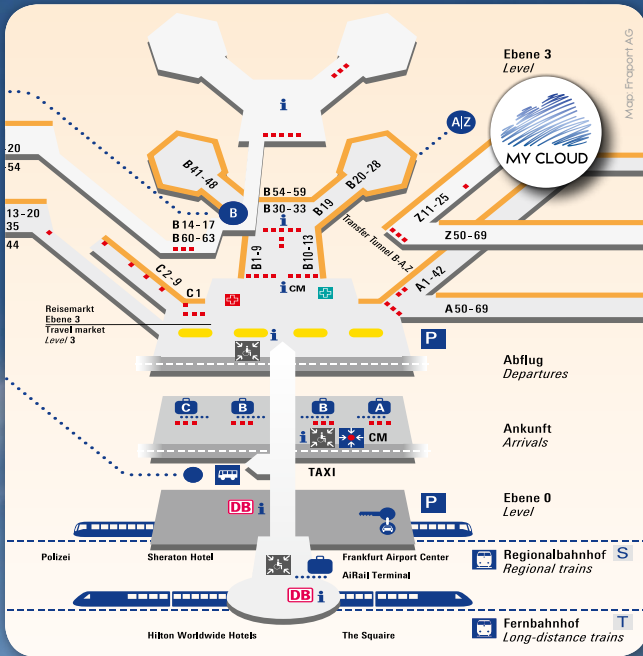 Ebene 3
Level
Map: Fraport AG
MY CLOUD
A|Z
B
-20
-54
13-20
35
44
B41-48
B54-59
B30-33
B20-28
B19
B14-17
B60-63
B1-9
B10-13
Transfer Tunnel B-A,Z
Z11-25
Z50-69
A1-42
A50-69
C2-9
C1
CM
Reisemarkt
Ebene 3
Travel market
Level 3
P
Abflug
Departures
C
B
B
A
Ankunft
Arrivals
CM
TAXI
DB
P
Ebene 0
Level
Polizei
Sheraton Hotel
Frankfurt Airport Center
AiRail Terminal
Regionalbahnhof S
Regional trains
DB
Hilton Worldwide Hotels
The Squaire
Fernbahnhof T
Long-distance trains